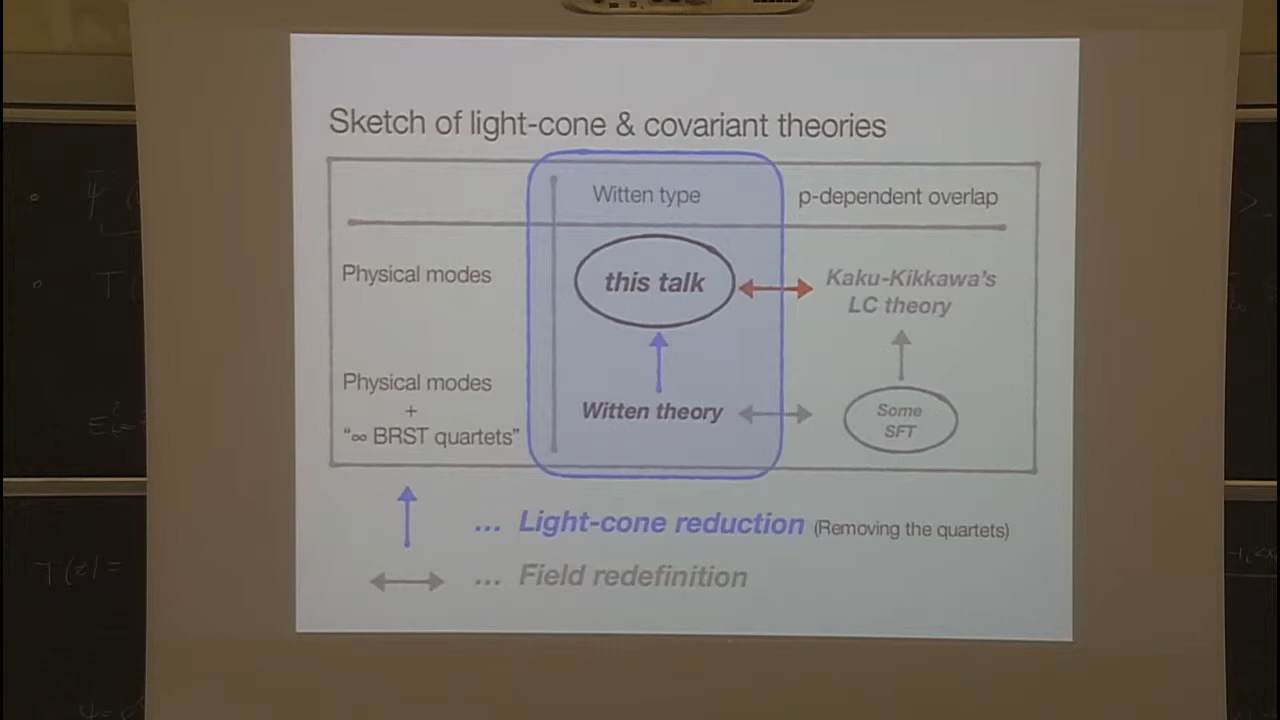 Sketch of light-cone & covariant theories
Witten type
p-dependent overlap
Physical modes
this talk
Kaku-Kikkawa's
LC theory
Physical modes
+
"∞ BRST quartets"
Witten theory
Some
SFT
... Light-cone reduction (Removing the quartets)
... Field redefinition